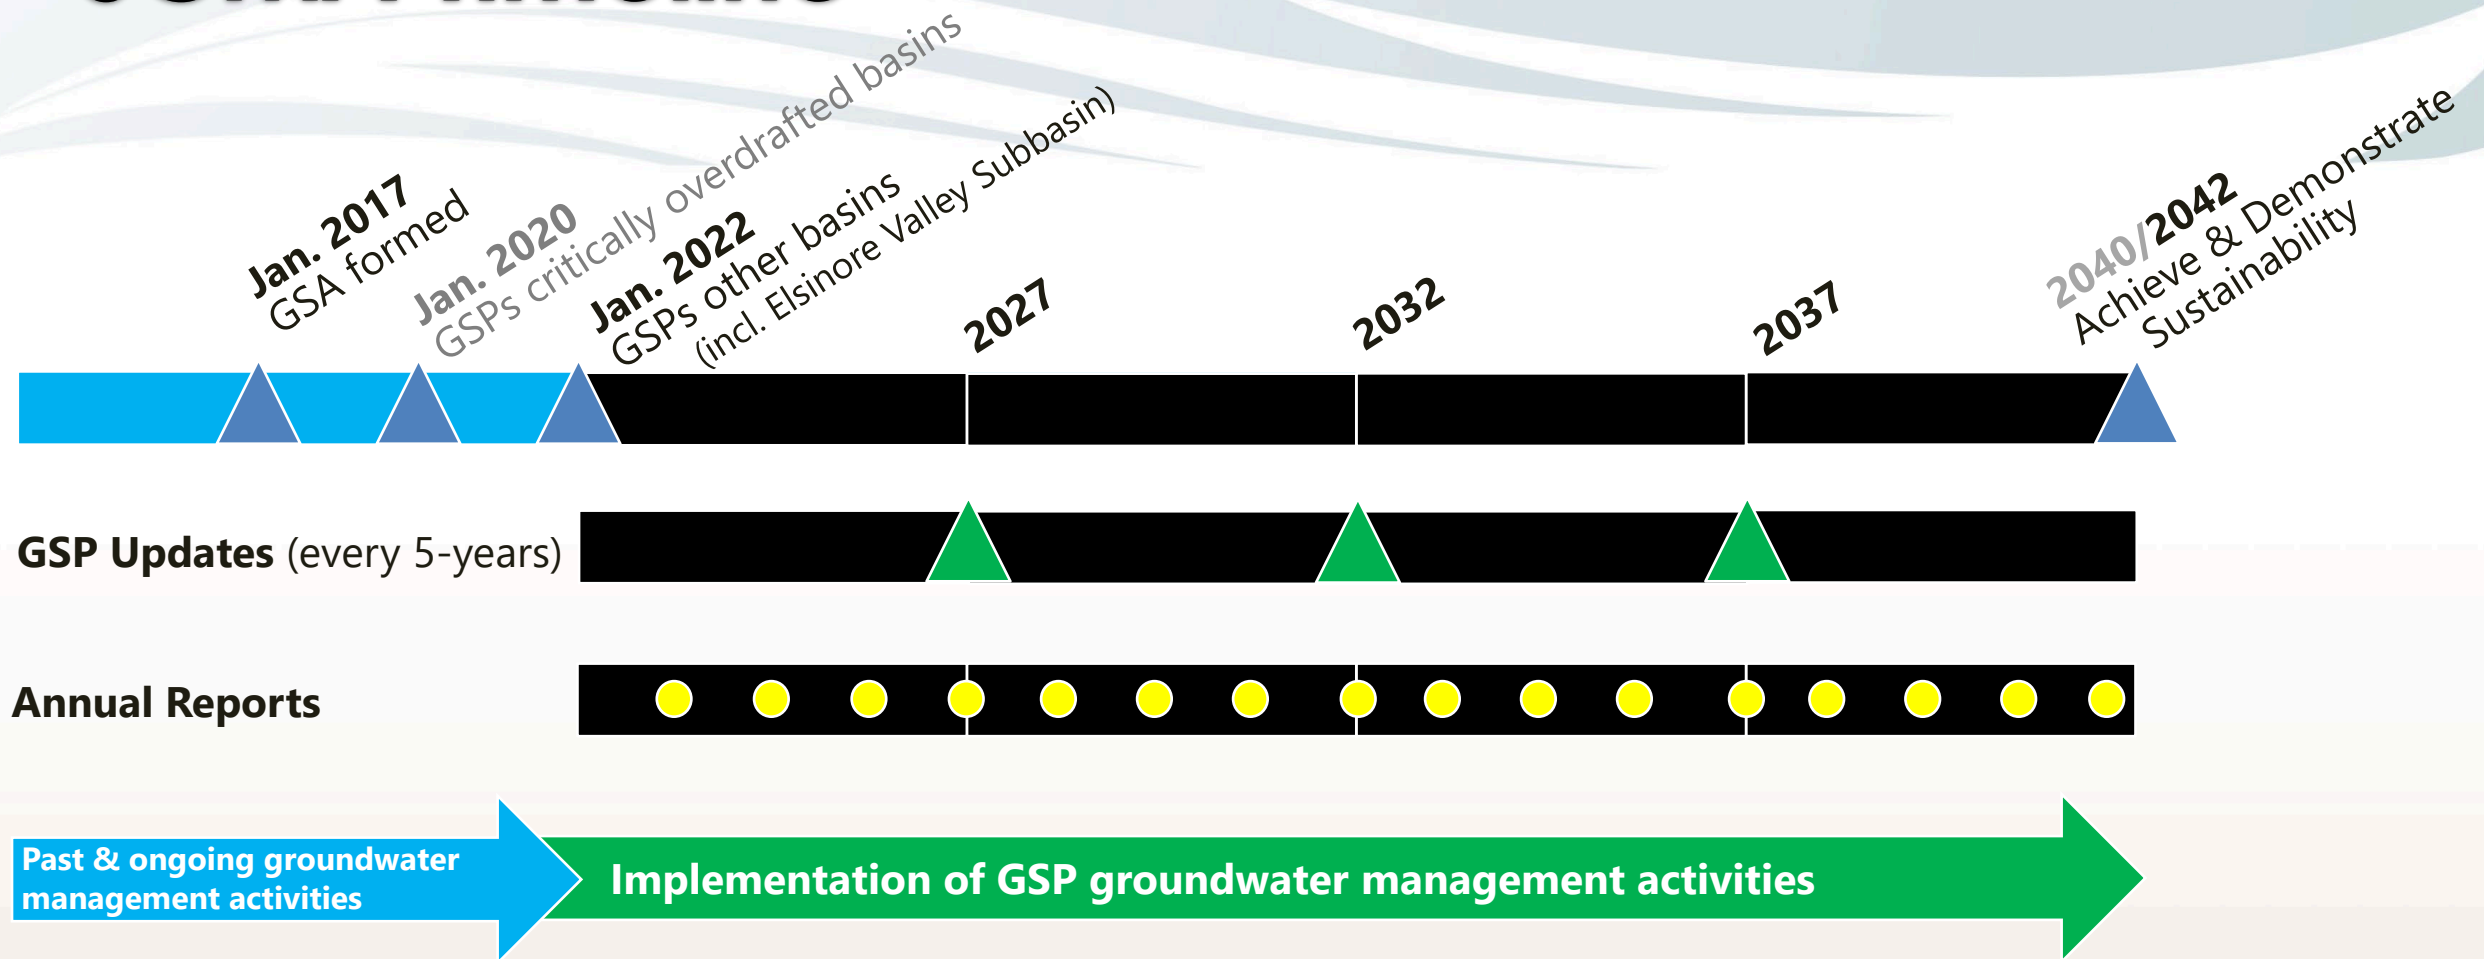 Jan. 2017
GSA formed
Jan. 2020
GSPs critically overdrafted basins
Jan. 2022
GSPs other basins
(incl. Elsinore Valley Subbasin)
2027
2032
2037
2040/2042
Achieve & Demonstrate
Sustainability
GSP Updates (every 5-years)
Annual Reports
Past & ongoing groundwater
management activities
Implementation of GSP groundwater management activities